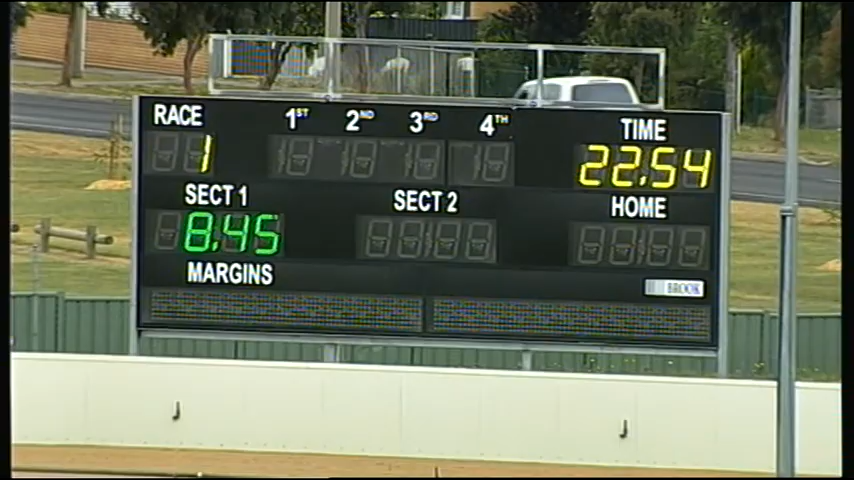 RACE 1ST 2ND 3RD 4TH TIME
1 22.54
SECT 1 SECT 2 HOME
8.45
MARGINS
BROOK